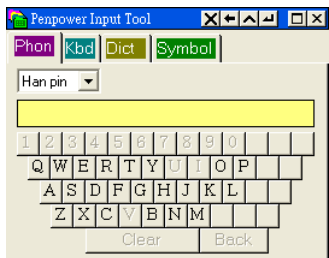 Penpower Input Tool
Phon Kbd Dict Symbol
Han pin
1 2 3 4 5 6 7 8 9 0
Q W E R T Y U I O P
A S D F G H J K L
Z X C V B N M
Clear Back